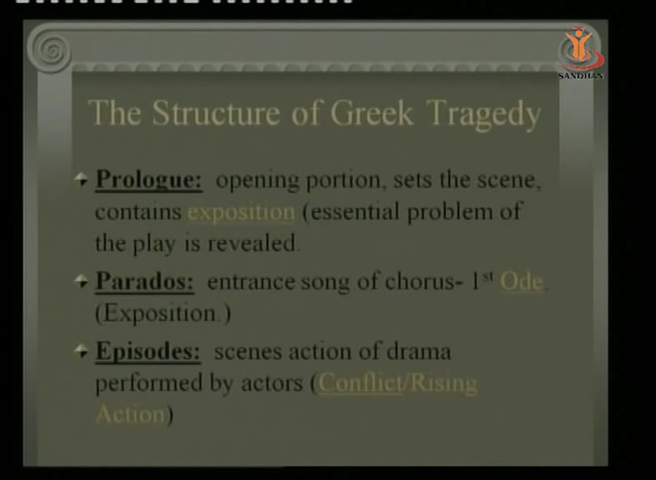 SANDHAN
The Structure of Greek Tragedy
Prologue: opening portion, sets the scene,
contains exposition (essential problem of
the play is revealed.
Parados: entrance song of chorus- 1st Ode.
(Exposition.)
Episodes: scenes action of drama
performed by actors (Conflict/Rising
Action)